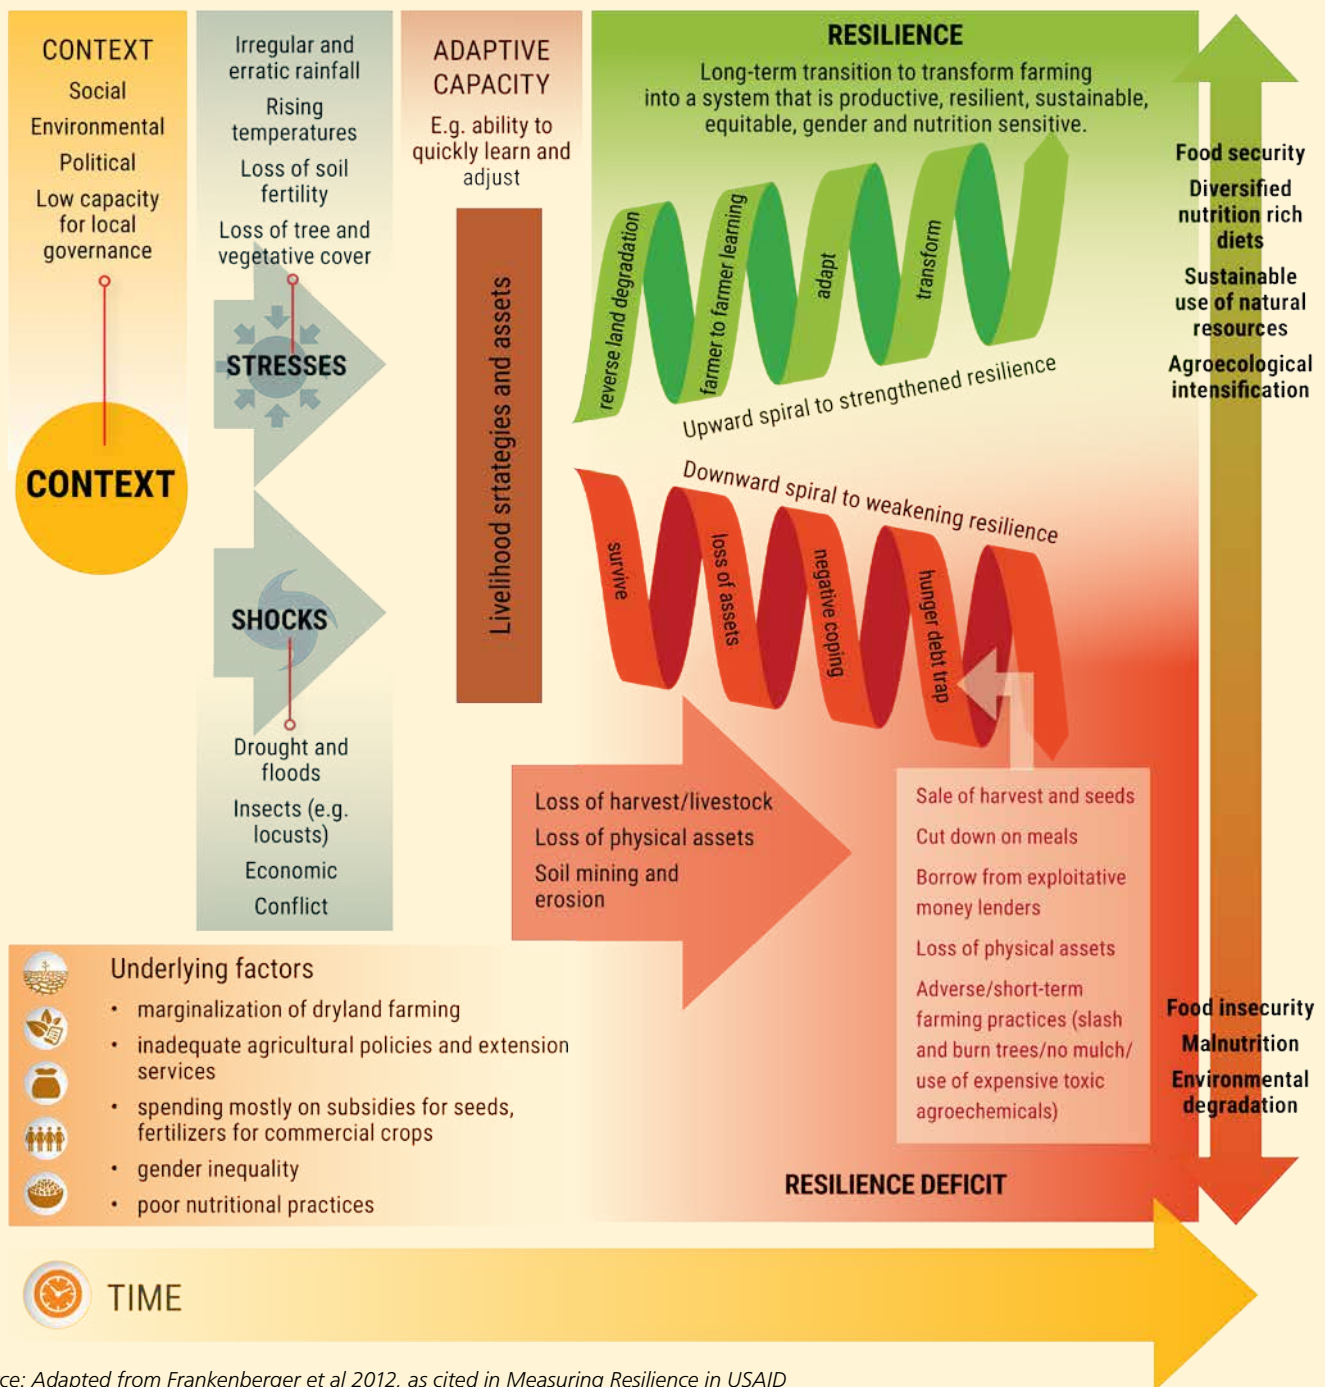 CONTEXT
Social
Environmental
Political
Low capacity
for local
governance
CONTEXT
Irregular and
erratic rainfall
Rising
temperatures
Loss of soil
fertility
Loss of tree and
vegetative cover
STRESSES
SHOCKS
Drought and
floods
Insects (e.g.
locusts)
Economic
Conflict
ADAPTIVE
CAPACITY
E.g. ability to
quickly learn and
adjust
Livelihood srtategies and assets
RESILIENCE
Long-term transition to transform farming
into a system that is productive, resilient, sustainable,
equitable, gender and nutrition sensitive.
reverse land degradation
farmer to farmer learning
adapt
transform
Upward spiral to strengthened resilience
Downward spiral to weakening resilience
survive
loss of assets
negative coping
hunger debt trap
Loss of harvest/livestock
Loss of physical assets
Soil mining and
erosion
Sale of harvest and seeds
Cut down on meals
Borrow from exploitative
money lenders
Loss of physical assets
Adverse/short-term
farming practices (slash
and burn trees/no mulch/
use of expensive toxic
agroechemicals)
RESILIENCE DEFICIT
Food security
Diversified
nutrition rich
diets
Sustainable
use of natural
resources
Agroecological
intensification
Food insecurity
Malnutrition
Environmental
degradation
Underlying factors
• marginalization of dryland farming
• inadequate agricultural policies and extension
services
• spending mostly on subsidies for seeds,
fertilizers for commercial crops
• gender inequality
• poor nutritional practices
TIME
ce: Adapted from Frankenberger et al 2012, as cited in Measuring Resilience in USAID